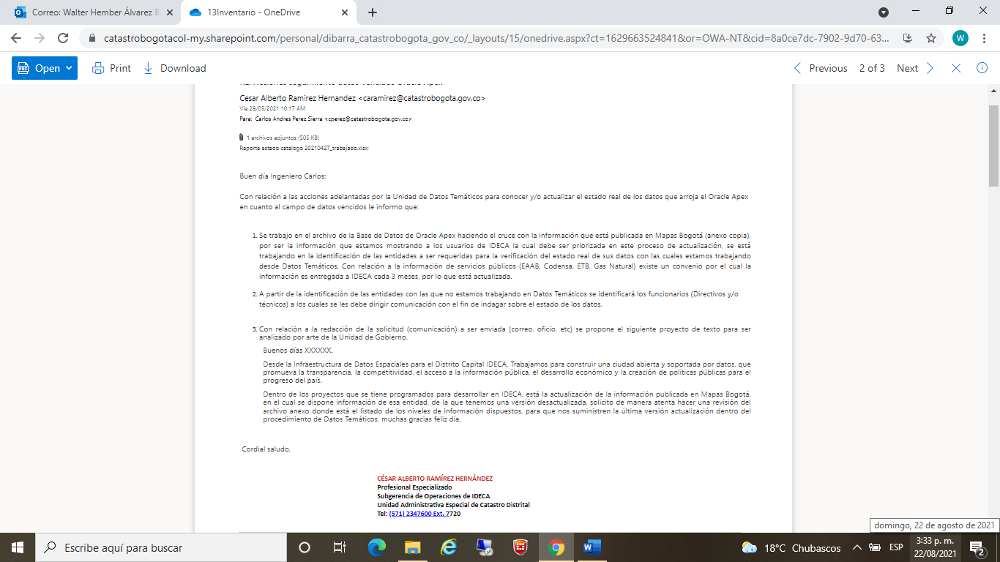 Correo: Walter Hember Álvarez B
13Inventario - OneDrive
catastrobogotacol-my.sharepoint.com/personal/dibarra_catastrobogota_gov_co/_layouts/15/onedrive.aspx?ct=1629663524841&or=OWA-NT&cid=8a0ce7dc-7902-9d70-63...
W
Open
Print
Download
Previous
2 of 3
Next
Cesar Alberto Ramirez Hernandez <caramirez@catastrobogota.gov.co>
Vie 28/05/2021 10:17 AM
Para: Carlos Andres Perez Sierra <cperez@catastrobogota.gov.co>
1 archivos adjuntos (505 KB)
Reporte estado catalogo 20210427_trabajado.xlsx;
Buen día Ingeniero Carlos:
Con relación a las acciones adelantadas por la Unidad de Datos Temáticos para conocer y/o actualizar el estado real de los datos que arroja el Oracle Apex
en cuanto al campo de datos vencidos le informo que:
1. Se trabajo en el archivo de la Base de Datos de Oracle Apex haciendo el cruce con la información que está publicada en Mapas Bogotá (anexo copia),
por ser la información que estamos mostrando a los usuarios de IDECA la cual debe ser priorizada en este proceso de actualización, se está
trabajando en la identificación de las entidades a ser requeridas para la verificación del estado real de sus datos con las cuales estamos trabajando
desde Datos Temáticos. Con relación a la información de servicios públicos (EAAB, Codensa, ETB, Gas Natural) existe un convenio por el cual la
información es entregada a IDECA cada 3 meses, por lo que está actualizada.
2. A partir de la identificación de las entidades con las que no estamos trabajando en Datos Temáticos se identificará los funcionarios (Directivos y/o
técnicos) a los cuales se les debe dirigir comunicación con el fin de indagar sobre el estado de los datos.
3. Con relación a la redacción de la solicitud (comunicación) a ser enviada (correo, oficio, etc) se propone el siguiente proyecto de texto para ser
analizado por arte de la Unidad de Gobierno.
Buenos días XXXXXX.
Desde la Infraestructura de Datos Espaciales para el Distrito Capital IDECA, Trabajamos para construir una ciudad abierta y soportada por datos, que
promueva la transparencia, la competitividad, el acceso a la información pública, el desarrollo económico y la creación de políticas públicas para el
progreso del país.
Dentro de los proyectos que se tiene programados para desarrollar en IDECA, está la actualización de la información publicada en Mapas Bogotá,
en el cual se dispone información de esa entidad, de la que tenemos una versión desactualizada, solicito de manera atenta hacer una revisión del
archivo anexo donde está el listado de los niveles de información dispuestos, para que nos suministren la última versión actualización dentro del
procedimiento de Datos Temáticos, muchas gracias feliz día.
Cordial saludo,
CÉSAR ALBERTO RAMÍREZ HERNÁNDEZ
Profesional Especializado
Subgerencia de Operaciones de IDECA
Unidad Administrativa Especial de Catastro Distrital
Tel: (571) 2347600 Ext. 7720
domingo, 22 de agosto de 2021
Escribe aquí para buscar
18°C Chubascos
ESP
3:33 p. m.
22/08/2021
2